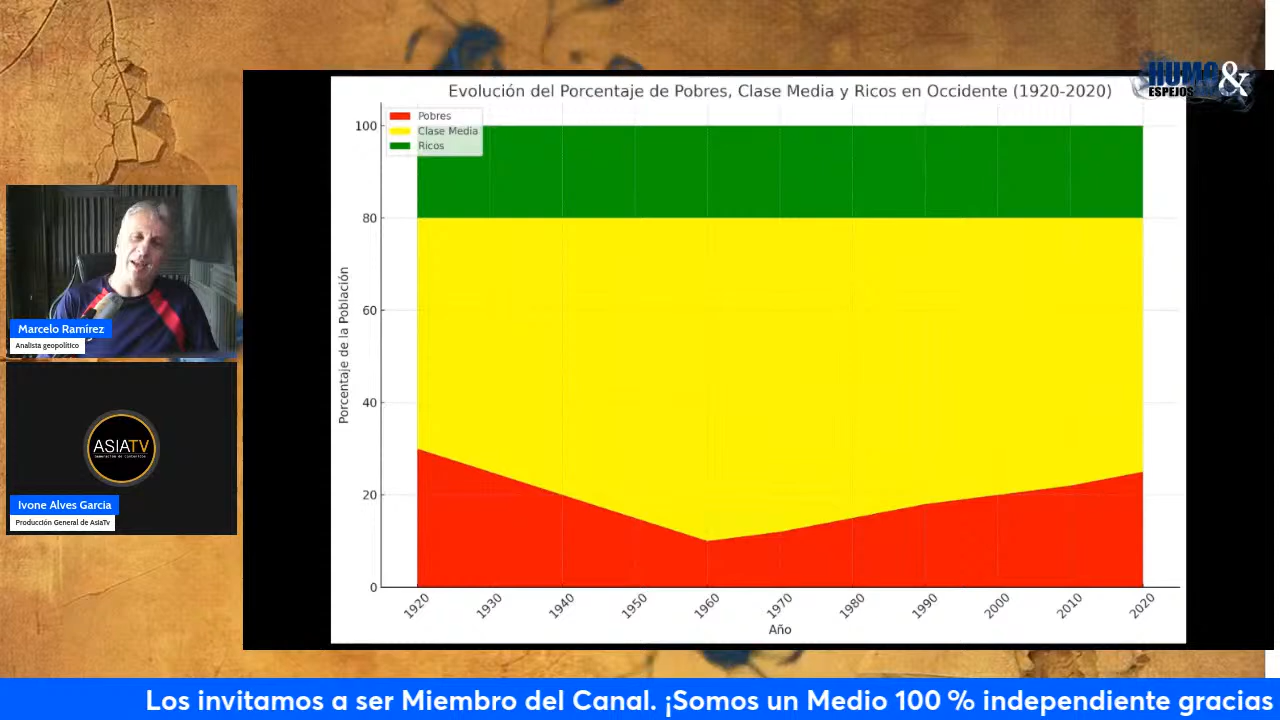 Evolución del Porcentaje de Pobres, Clase Media y Ricos en Occidente (1920-2020)
HUMO &
ESPEJOS
Pobres
Clase Media
Ricos
Porcentaje de la Población
100
80
60
40
20
0
1920
1930
1940
1950
1960
1970
1980
1990
2000
2010
2020
Año
Marcelo Ramírez
Analista geopolítico
ASIATV
Ivone Alves Garcia
Producción General de AsiaTv
Los invitamos a ser Miembro del Canal. ¡Somos un Medio 100 % independiente gracias